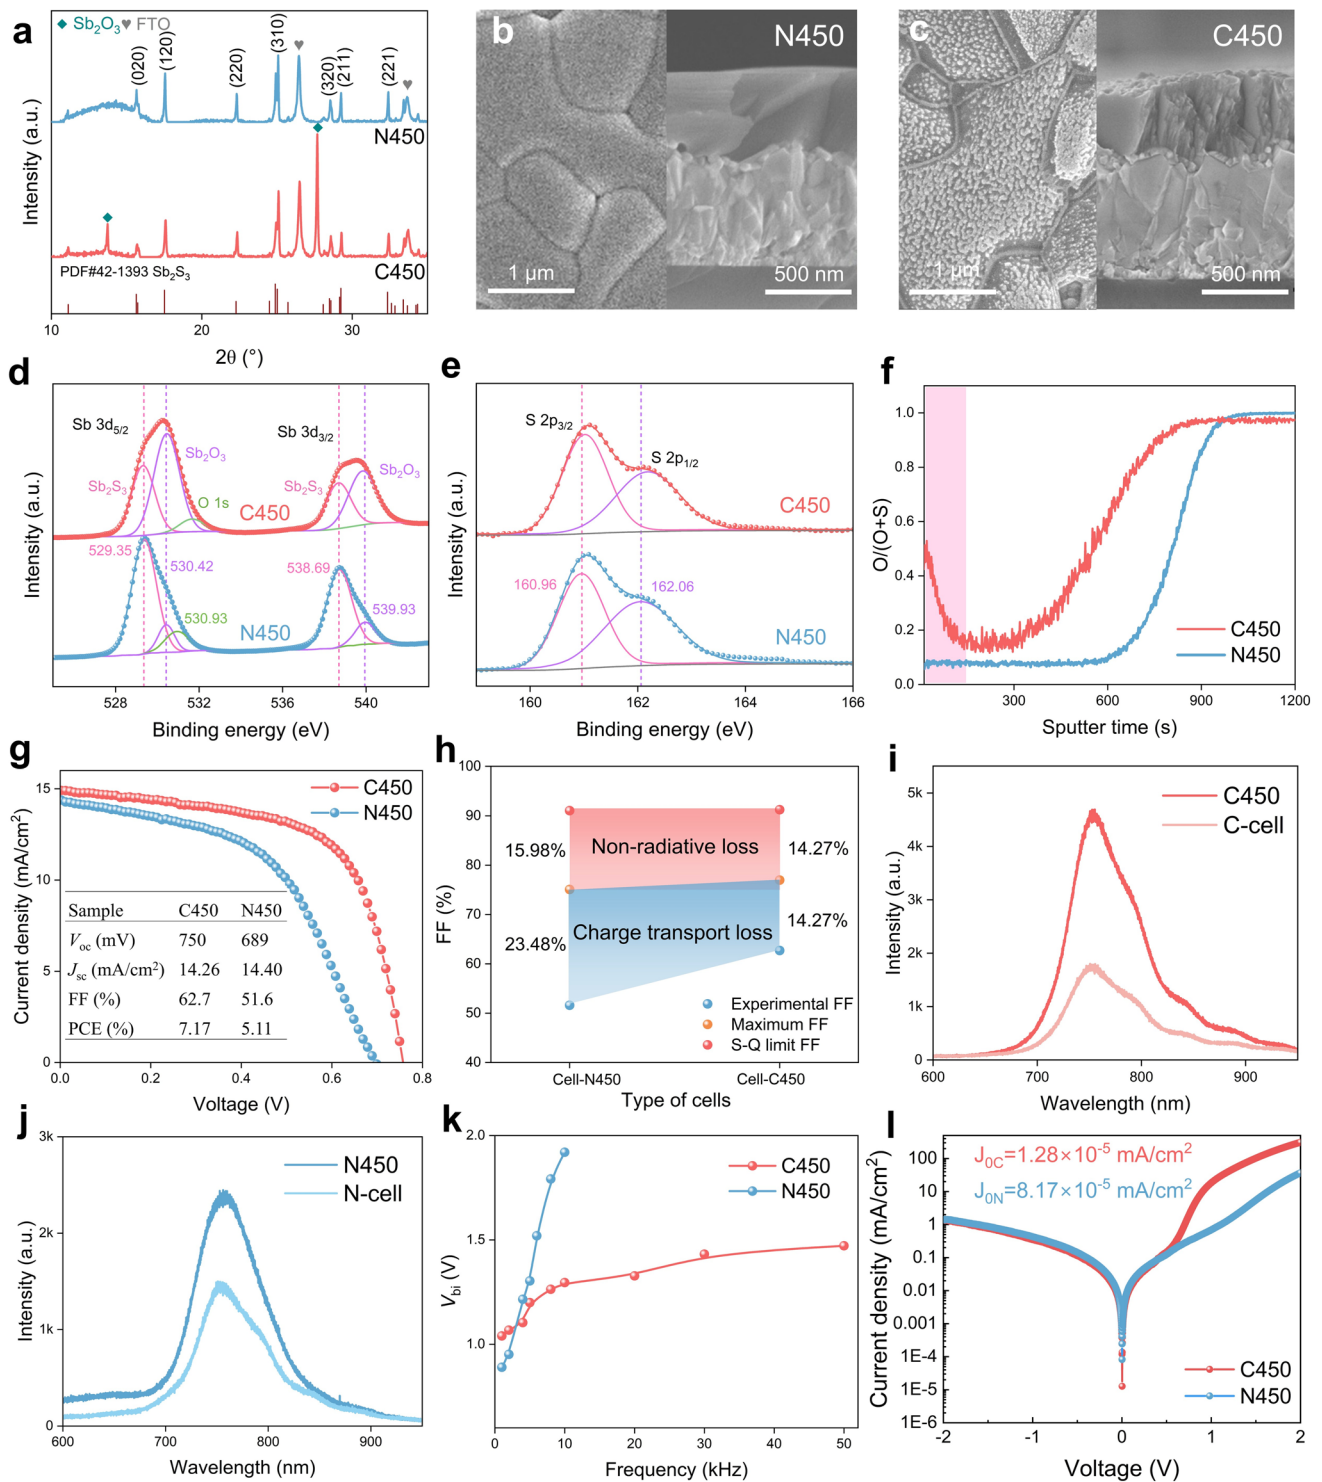 a
◆ Sb₂O₃ ♥ FTO
(020)
(120)
(220)
(310)
♥
(320)
(211)
(221)
♥
N450
◆
◆
C450
PDF#42-1393 Sb₂S₃
Intensity (a.u.)
10 20 30
2θ (°)
b
N450
1 µm
500 nm
c
C450
1 µm
500 nm
d
Sb 3d5/2
Sb 3d3/2
Sb₂O₃
Sb₂O₃
Sb₂S₃
Sb₂S₃
O 1s
C450
529.35
530.42
538.69
530.93
539.93
N450
Intensity (a.u.)
528 532 536 540
Binding energy (eV)
e
S 2p3/2
S 2p1/2
C450
160.96
162.06
N450
Intensity (a.u.)
160 162 164 166
Binding energy (eV)
f
1.0
0.8
0.6
0.4
0.2
0.0
O/(O+S)
C450
N450
300 600 900 1200
Sputter time (s)
g
15
10
5
0
Current density (mA/cm²)
C450
N450
Sample C450 N450
Voc (mV) 750 689
Jsc (mA/cm²) 14.26 14.40
FF (%) 62.7 51.6
PCE (%) 7.17 5.11
0.0 0.2 0.4 0.6 0.8
Voltage (V)
h
100
90
80
70
60
50
40
FF (%)
15.98%
Non-radiative loss
14.27%
23.48%
Charge transport loss
14.27%
Experimental FF
Maximum FF
S-Q limit FF
Cell-N450 Cell-C450
Type of cells
i
5k
4k
3k
2k
1k
0
Intensity (a.u.)
C450
C-cell
600 700 800 900
Wavelength (nm)
j
3k
2k
1k
0
Intensity (a.u.)
N450
N-cell
600 700 800 900
Wavelength (nm)
k
2.0
1.5
1.0
Vbi (V)
C450
N450
0 10 20 30 40 50
Frequency (kHz)
l
100
10
1
0.1
0.01
0.001
1E-4
1E-5
1E-6
Current density (mA/cm²)
J0C=1.28×10⁻⁵ mA/cm²
J0N=8.17×10⁻⁵ mA/cm²
C450
N450
-2 -1 0 1 2
Voltage (V)